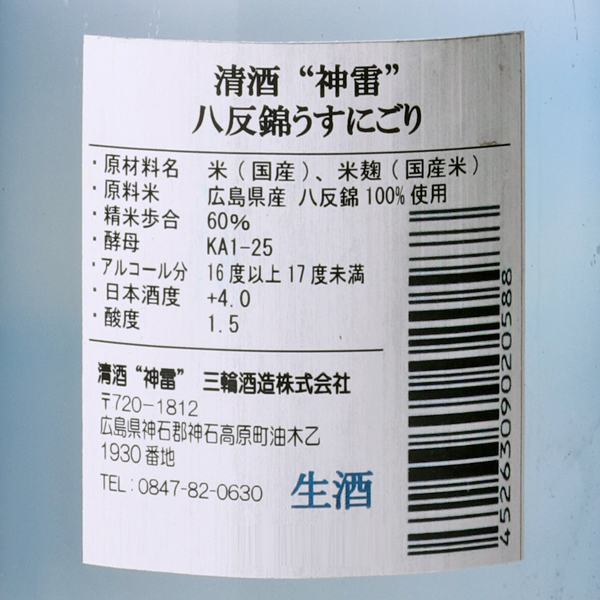 清酒 “神雷”
八反錦うすにごり
・原材料名 米(国産)、米麹(国産米)
・原料米 広島県産 八反錦100%使用
・精米歩合 60%
・酵母 KA1-25
・アルコール分 16度以上17度未満
・日本酒度 +4.0
・酸度 1.5
清酒“神雷” 三輪酒造株式会社
〒720-1812
広島県神石郡神石高原町油木乙
1930番地
TEL:0847-82-0630
生酒
4526309020588